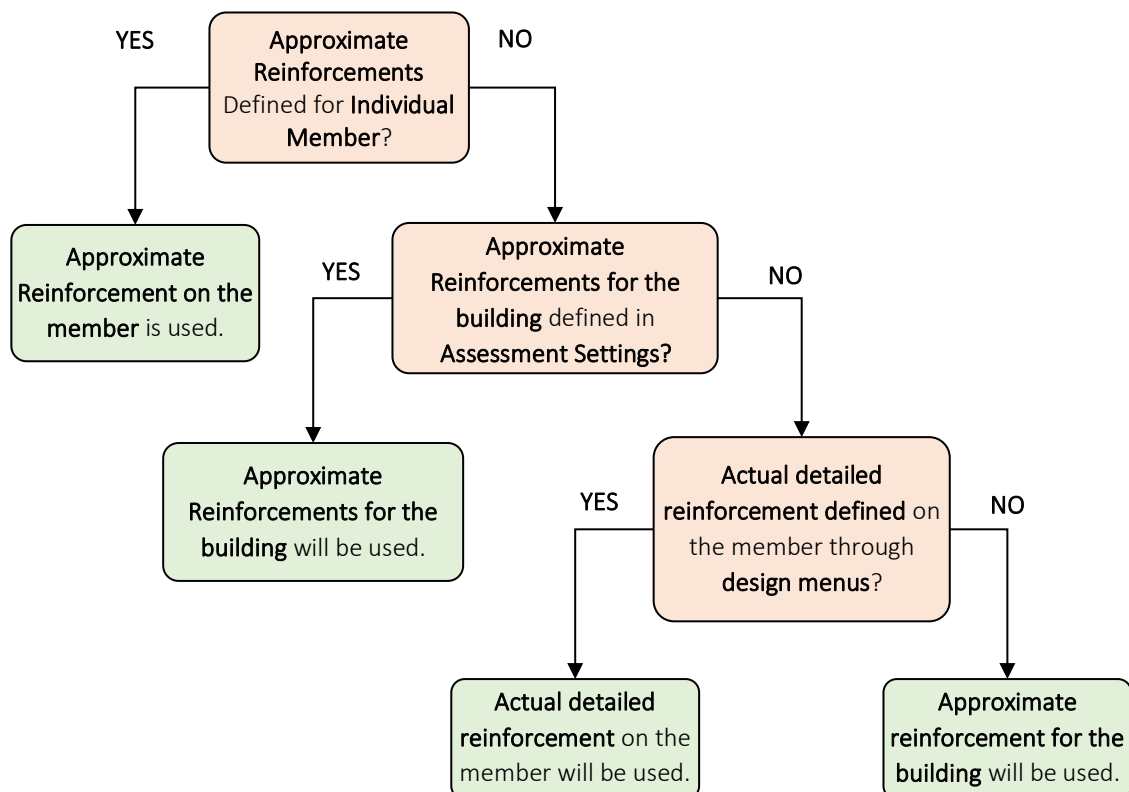 YES
Approximate
Reinforcements
Defined for Individual
Member?
NO
Approximate
Reinforcement on the
member is used.
YES
Approximate
Reinforcements for the
building defined in
Assessment Settings?
NO
Approximate
Reinforcements for the
building will be used.
YES
Actual detailed
reinforcement defined on
the member through
design menus?
NO
Actual detailed
reinforcement on the
member will be used.
Approximate
reinforcement for the
building will be used.